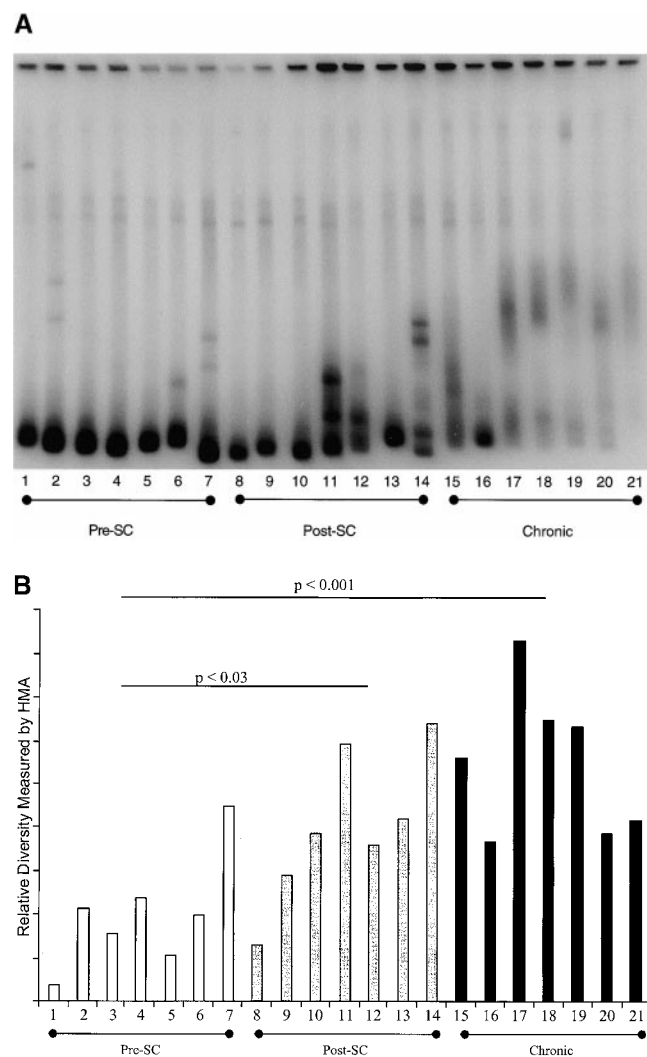 A
1 2 3 4 5 6 7 8 9 10 11 12 13 14 15 16 17 18 19 20 21
Pre-SC Post-SC Chronic
B
p < 0.001
p < 0.03
Relative Diversity Measured by HMA
1 2 3 4 5 6 7 8 9 10 11 12 13 14 15 16 17 18 19 20 21
Pre-SC Post-SC Chronic